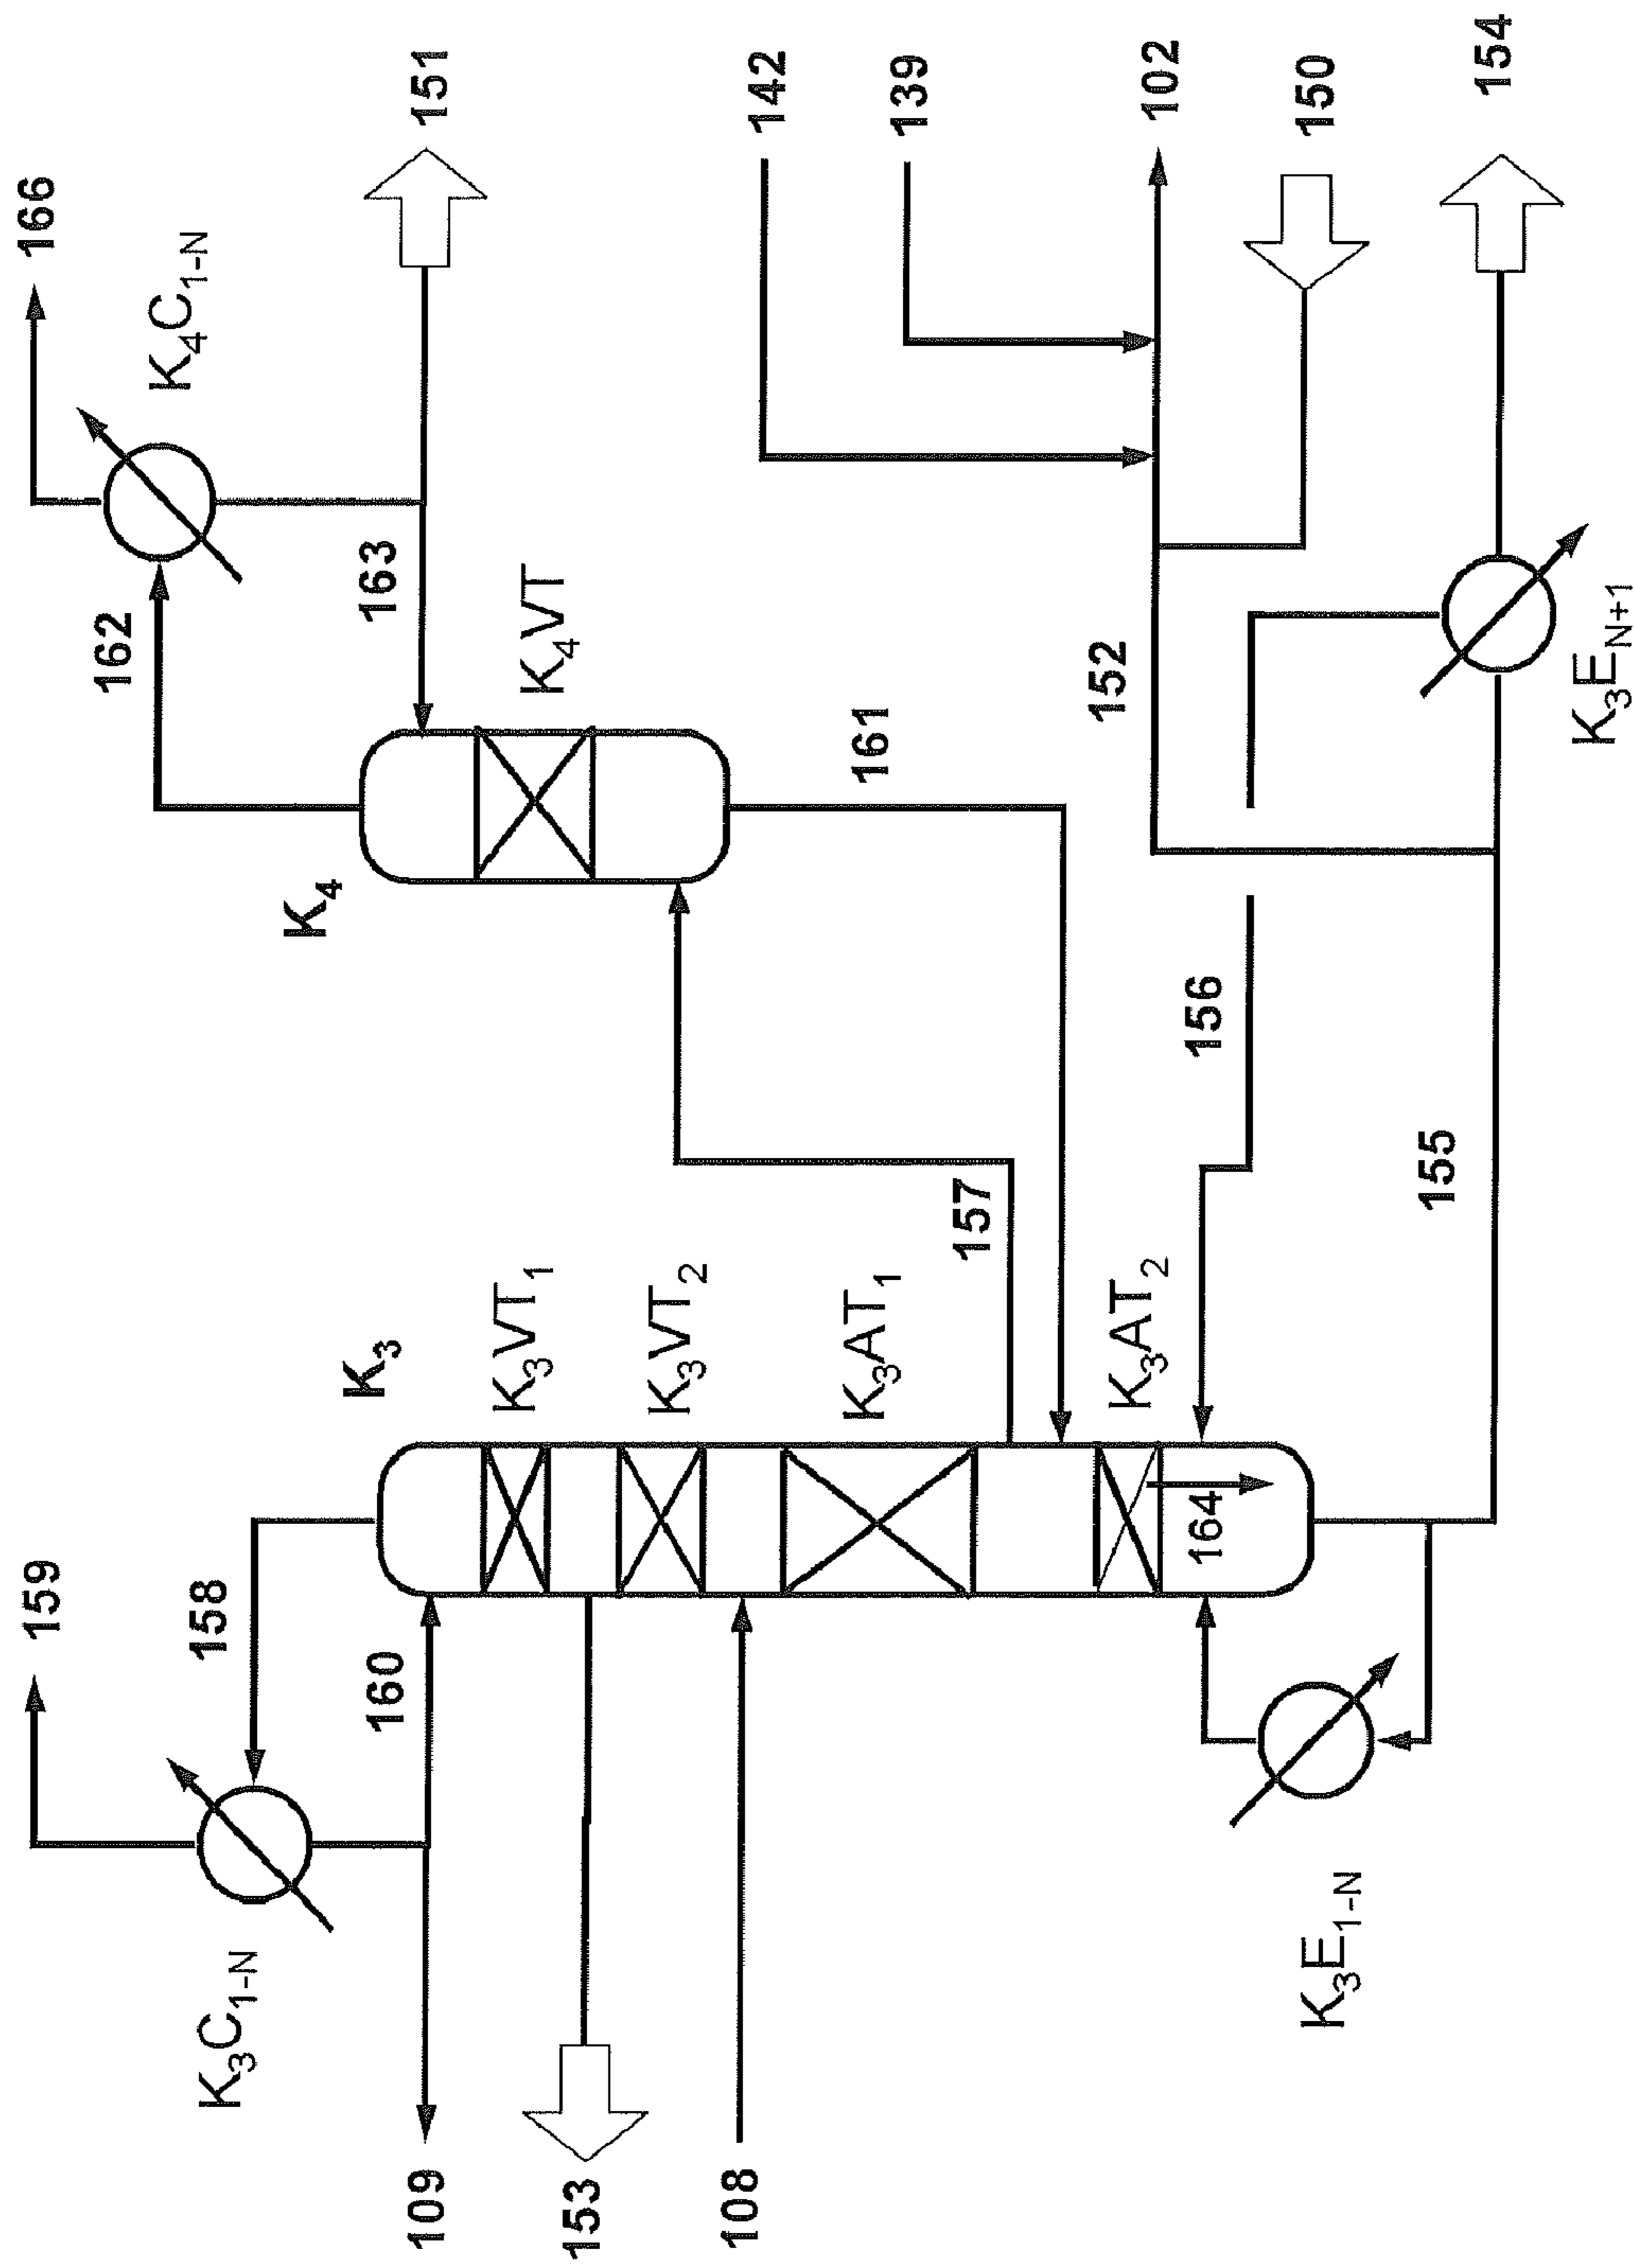 159
158
K₃C₁₋N
160
109
153
108
K₃
K₃VT₁
K₃VT₂
K₃AT₁
K₃AT₂
164
K₃E₁₋N
157
156
155
166
K₄C₁₋N
162
163
151
K₄
K₄VT
161
142
139
102
150
152
154
K₃E_N+1